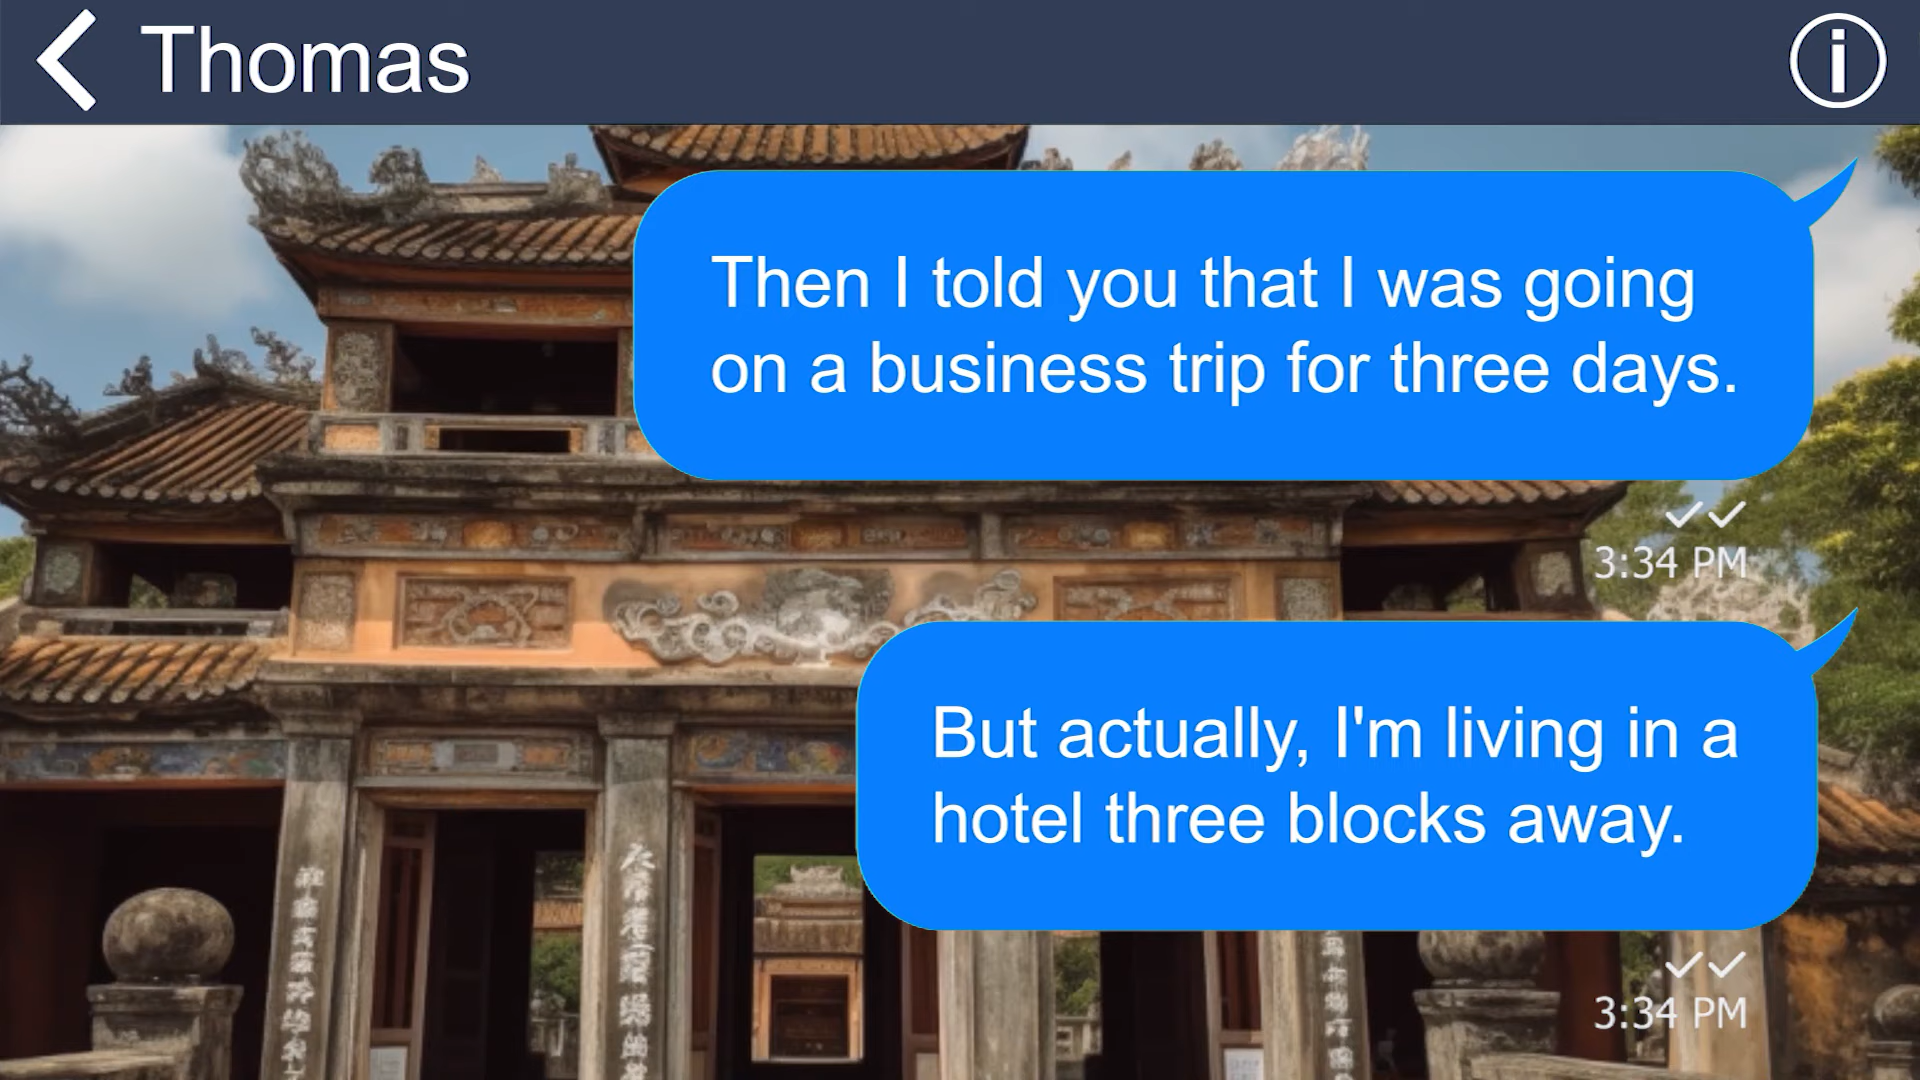 Thomas
Then I told you that I was going
on a business trip for three days.
3:34 PM
But actually, I'm living in a
hotel three blocks away.
3:34 PM